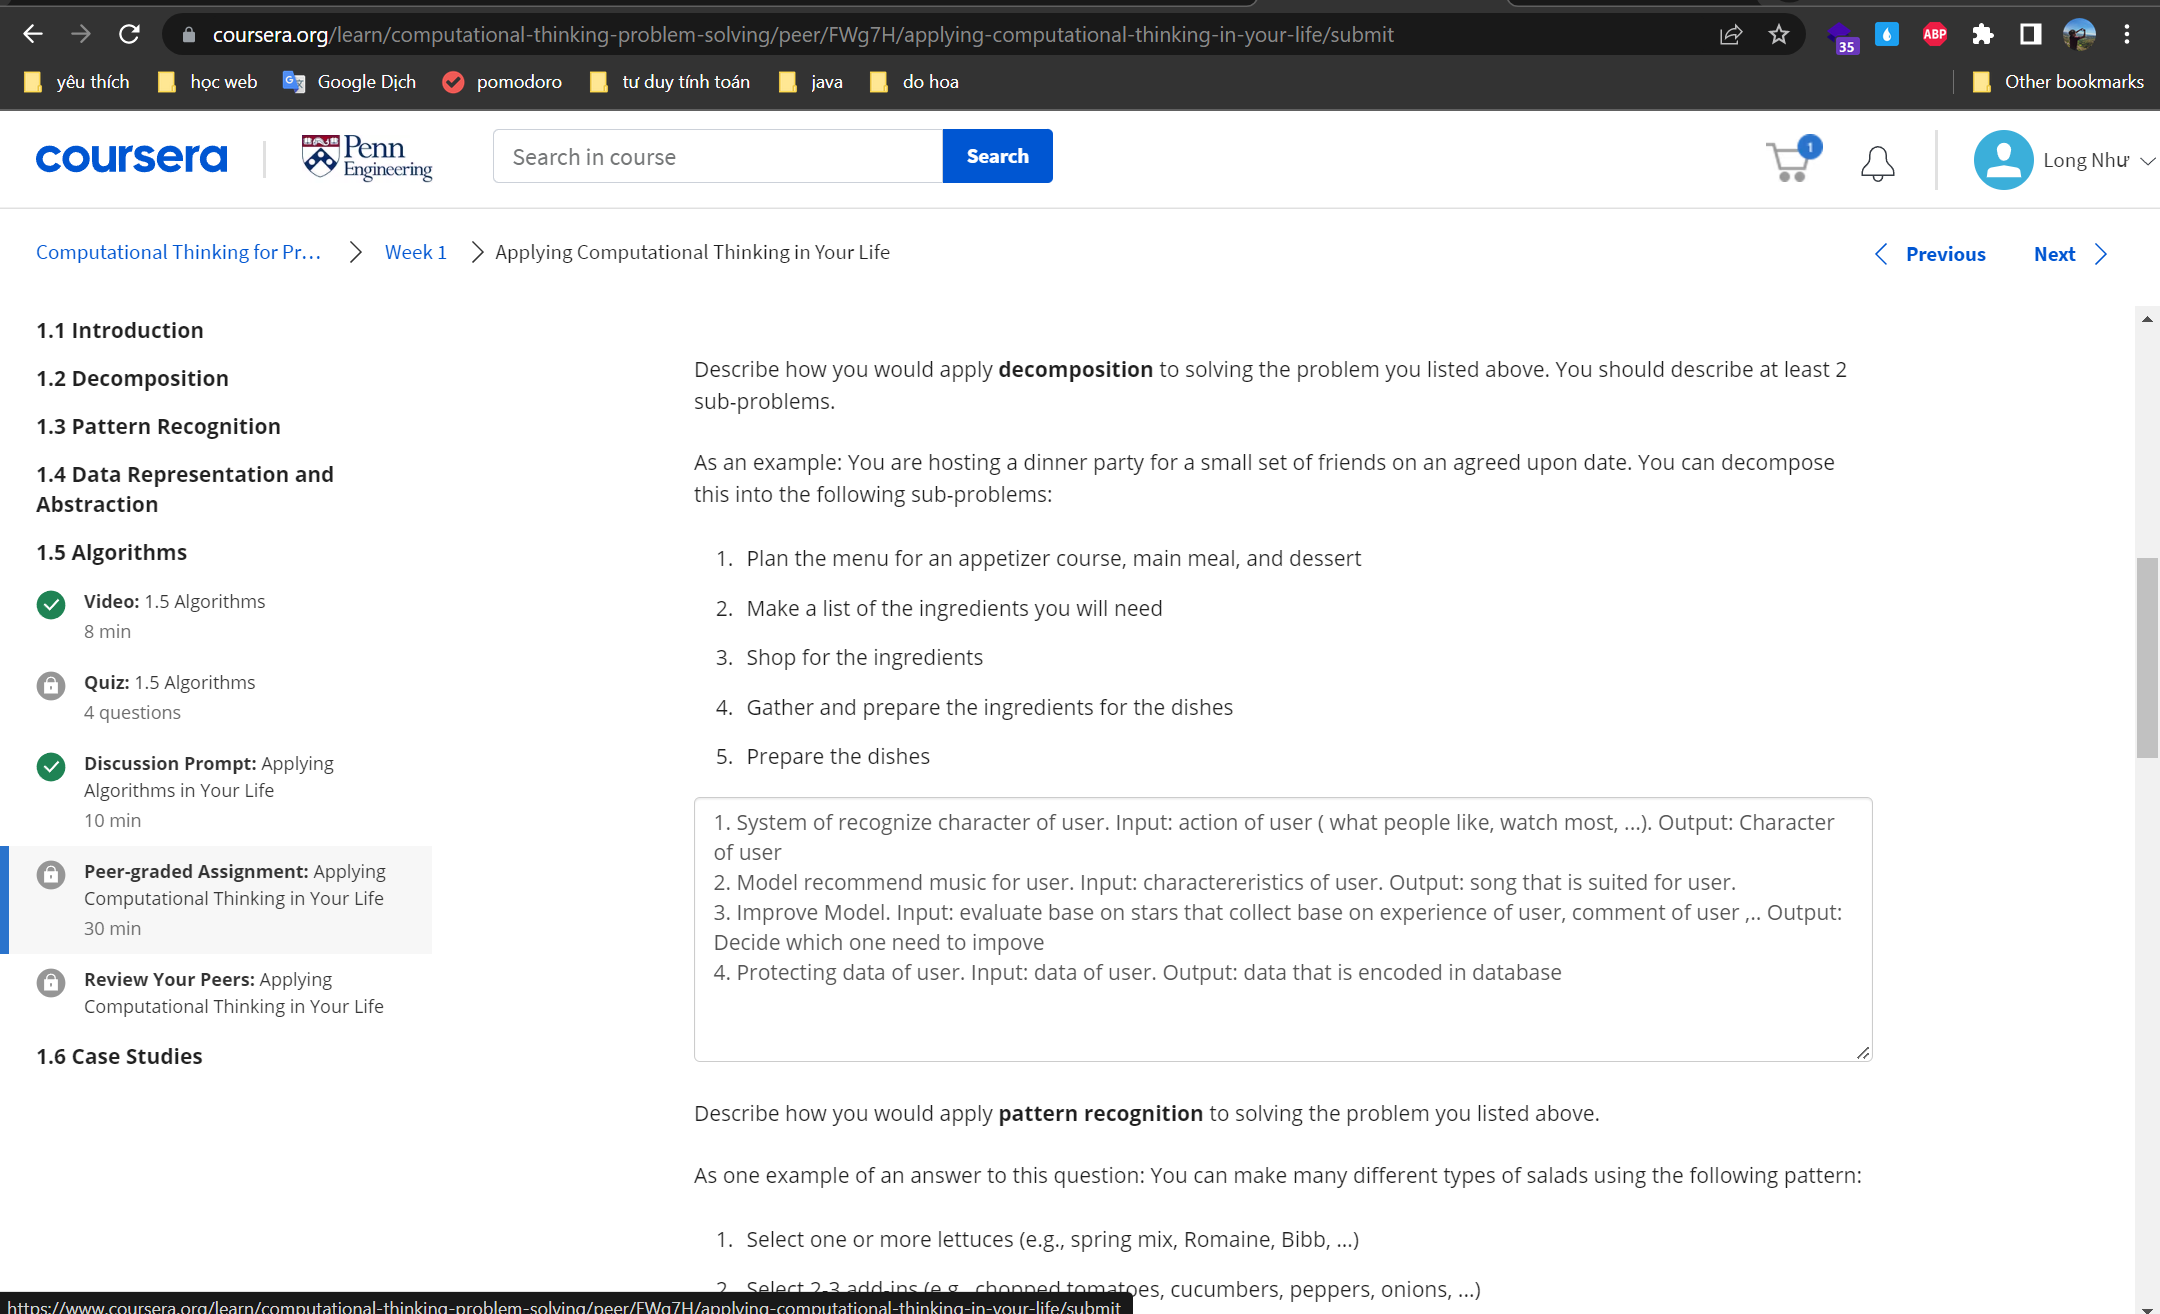 coursera.org/learn/computational-thinking-problem-solving/peer/FWg7H/applying-computational-thinking-in-your-life/submit
35
ABP
yêu thích
học web
Google Dịch
pomodoro
tư duy tính toán
java
do hoa
Other bookmarks
coursera
Penn
Engineering
Search in course
Search
1
Long Như
Computational Thinking for Pr...
Week 1
Applying Computational Thinking in Your Life
Previous
Next
1.1 Introduction
1.2 Decomposition
1.3 Pattern Recognition
1.4 Data Representation and
Abstraction
1.5 Algorithms
Video: 1.5 Algorithms
8 min
Quiz: 1.5 Algorithms
4 questions
Discussion Prompt: Applying
Algorithms in Your Life
10 min
Peer-graded Assignment: Applying
Computational Thinking in Your Life
30 min
Review Your Peers: Applying
Computational Thinking in Your Life
1.6 Case Studies
Describe how you would apply decomposition to solving the problem you listed above. You should describe at least 2
sub-problems.
As an example: You are hosting a dinner party for a small set of friends on an agreed upon date. You can decompose
this into the following sub-problems:
1. Plan the menu for an appetizer course, main meal, and dessert
2. Make a list of the ingredients you will need
3. Shop for the ingredients
4. Gather and prepare the ingredients for the dishes
5. Prepare the dishes
1. System of recognize character of user. Input: action of user ( what people like, watch most, ...). Output: Character
of user
2. Model recommend music for user. Input: charactereristics of user. Output: song that is suited for user.
3. Improve Model. Input: evaluate base on stars that collect base on experience of user, comment of user ,.. Output:
Decide which one need to impove
4. Protecting data of user. Input: data of user. Output: data that is encoded in database
Describe how you would apply pattern recognition to solving the problem you listed above.
As one example of an answer to this question: You can make many different types of salads using the following pattern:
1. Select one or more lettuces (e.g., spring mix, Romaine, Bibb, ...)
2. Select 2-3 add-ins (e.g., chopped tomatoes, cucumbers, peppers, onions, ...)
https://www.coursera.org/learn/computational-thinking-problem-solving/peer/FWg7H/applying-computational-thinking-in-your-life/submit